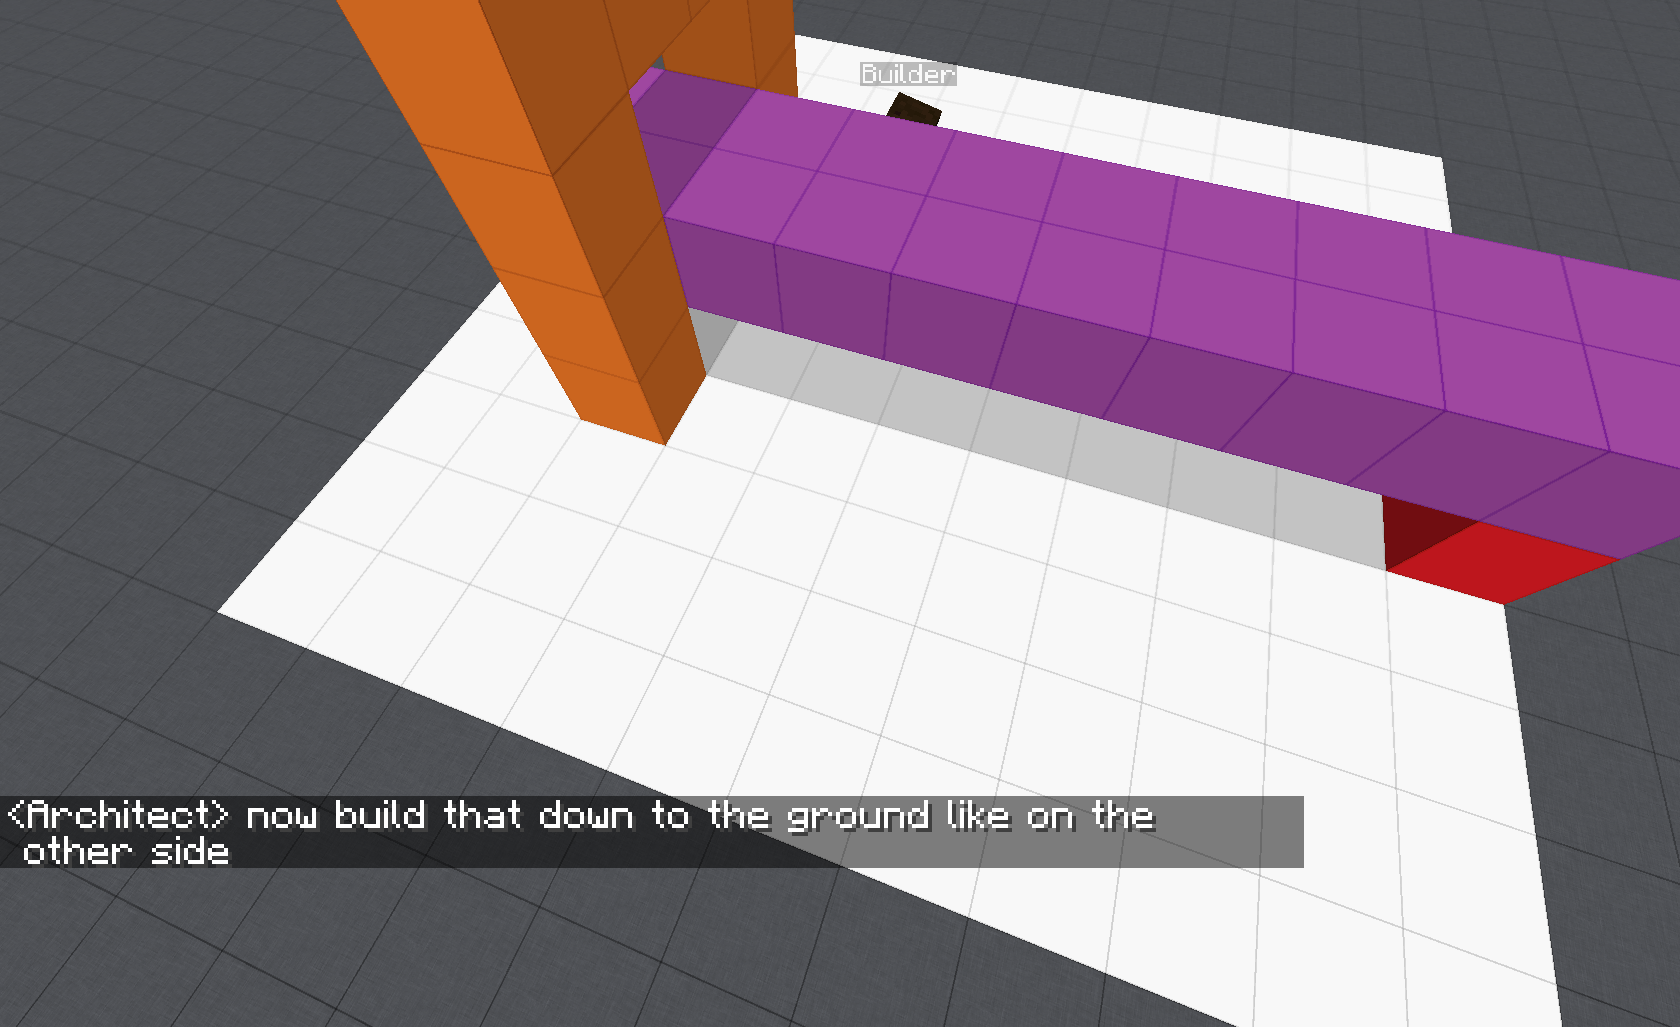 Builder
<Architect> now build that down to the ground like on the
other side